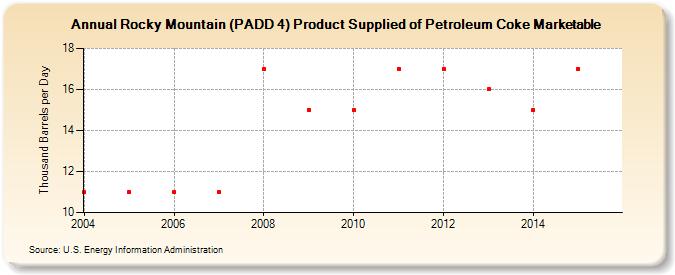 Annual Rocky Mountain (PADD 4) Product Supplied of Petroleum Coke Marketable
Thousand Barrels per Day
18
16
14
12
10
2004 2006 2008 2010 2012 2014
Source: U.S. Energy Information Administration